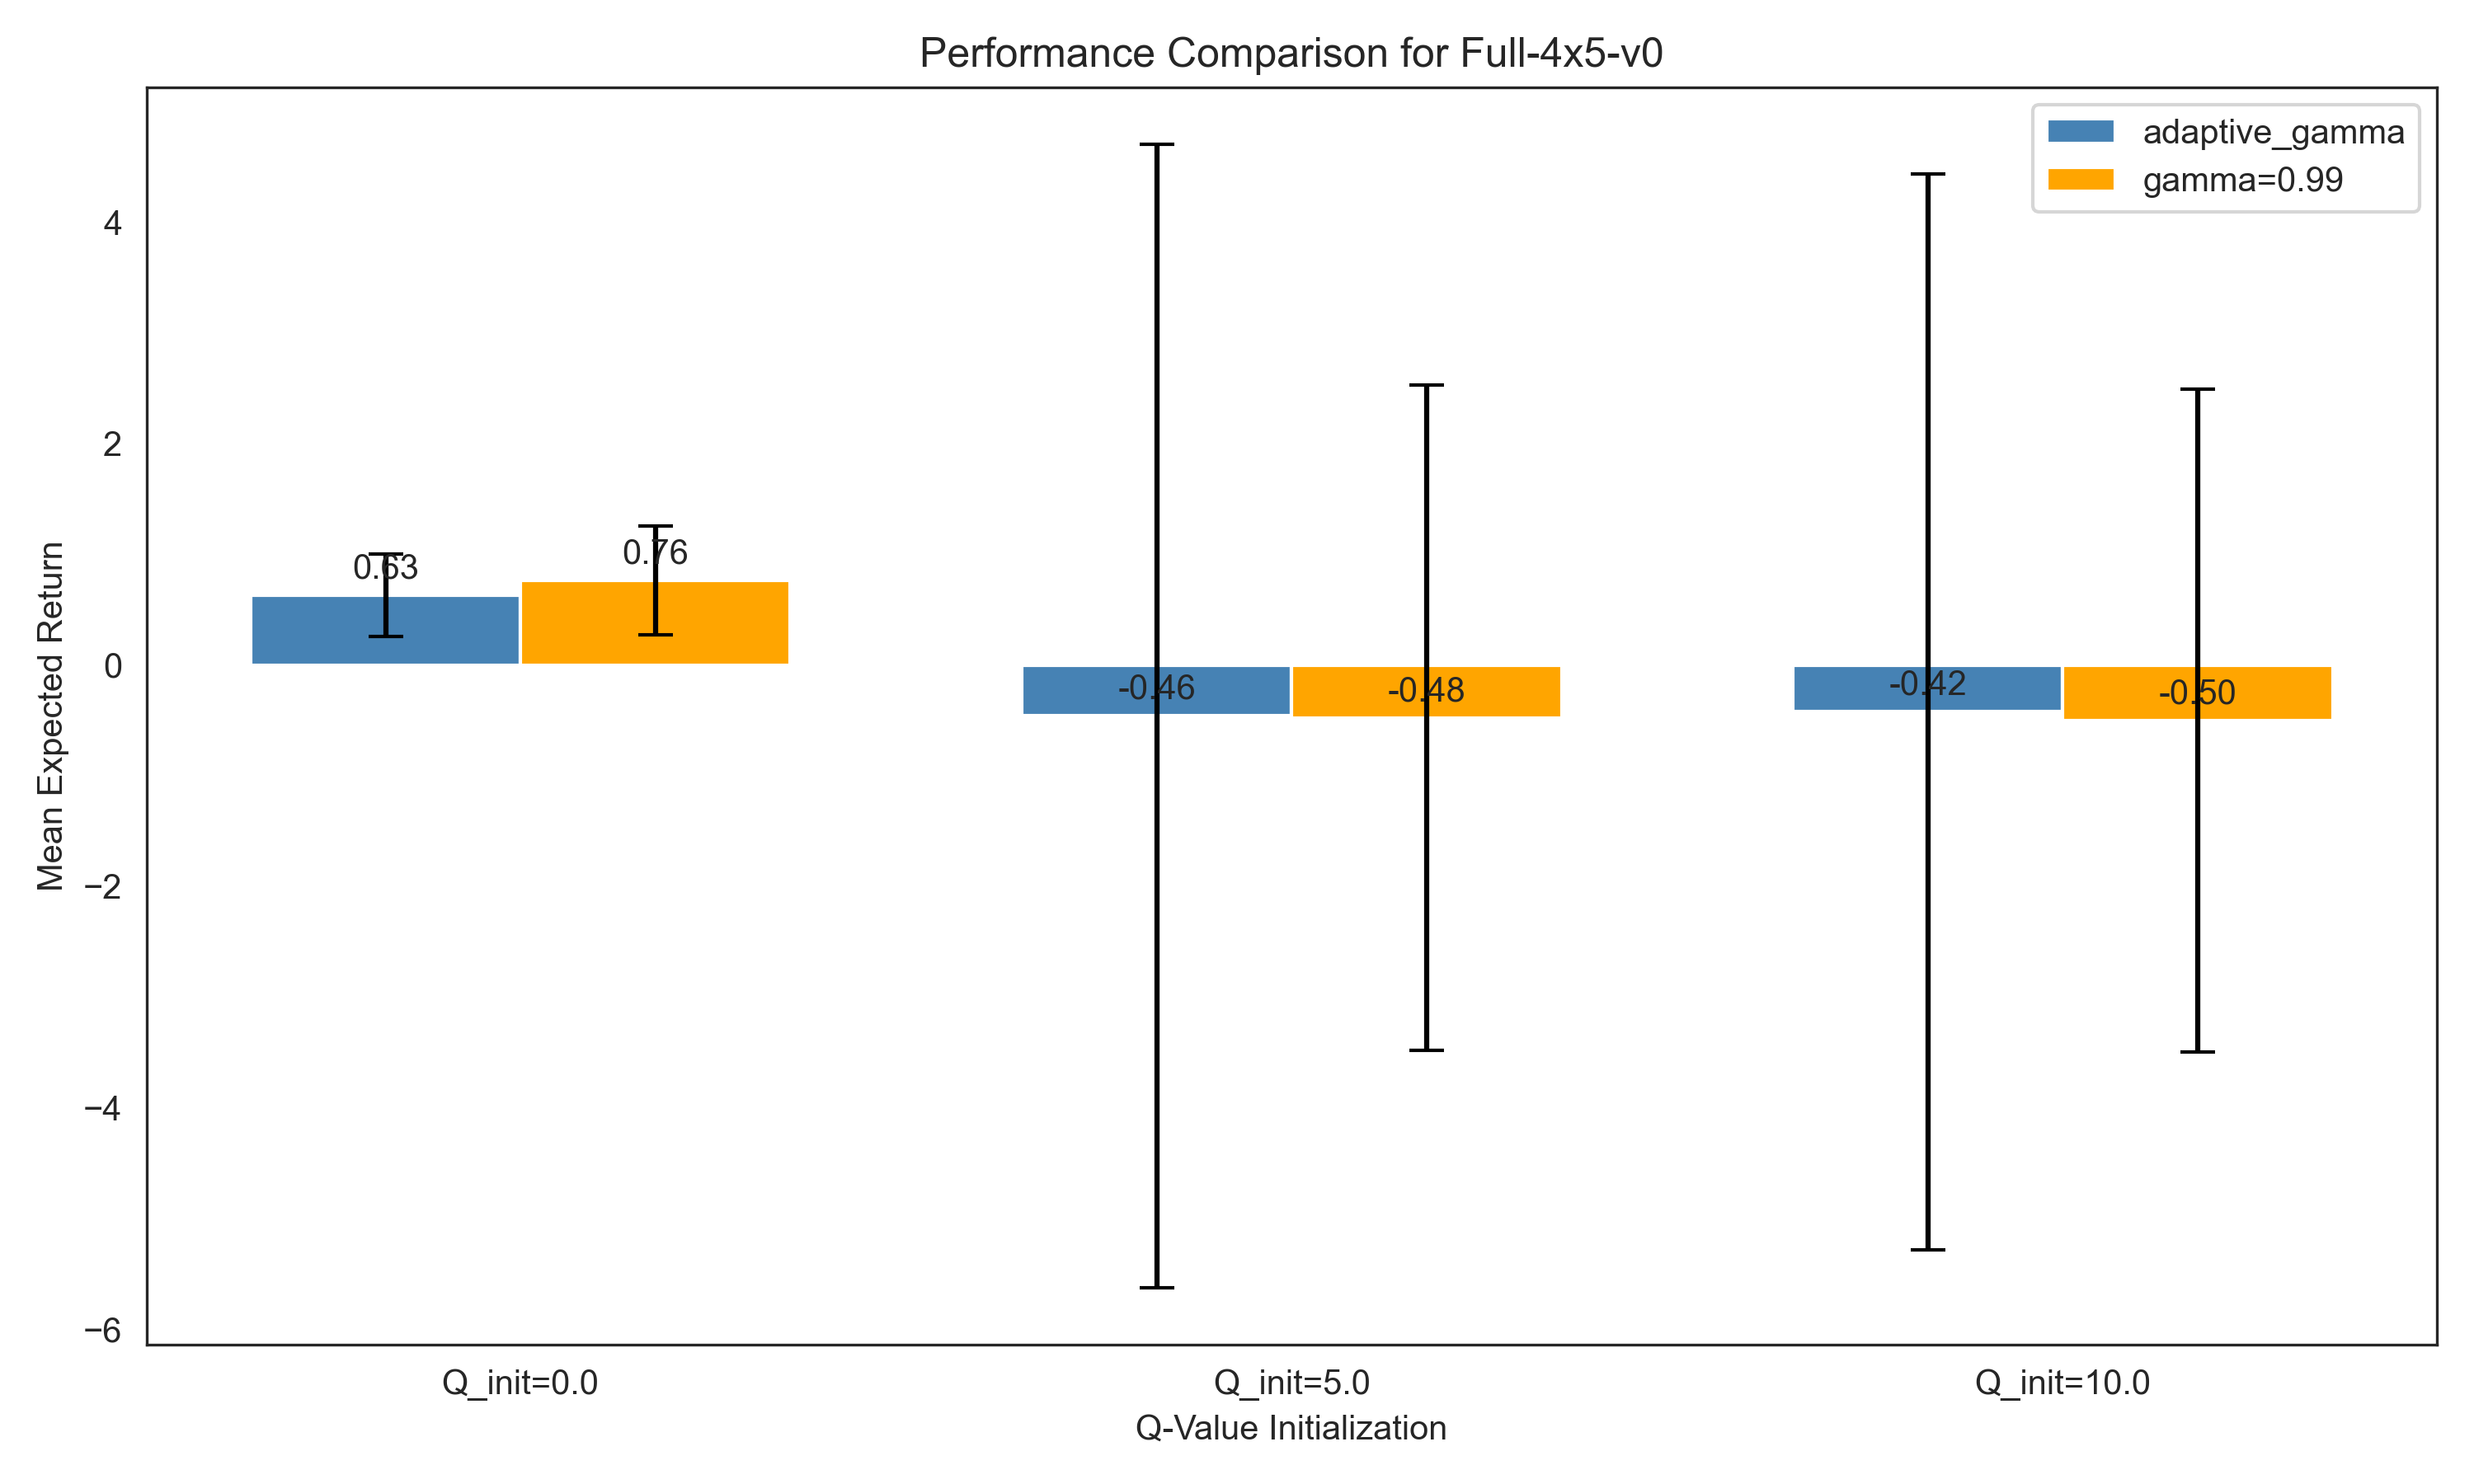 Performance Comparison for Full-4x5-v0
adaptive_gamma
gamma=0.99
Mean Expected Return
4
2
0
−2
−4
−6
0.63
0.76
-0.46
-0.48
-0.42
-0.50
Q_init=0.0
Q_init=5.0
Q_init=10.0
Q-Value Initialization